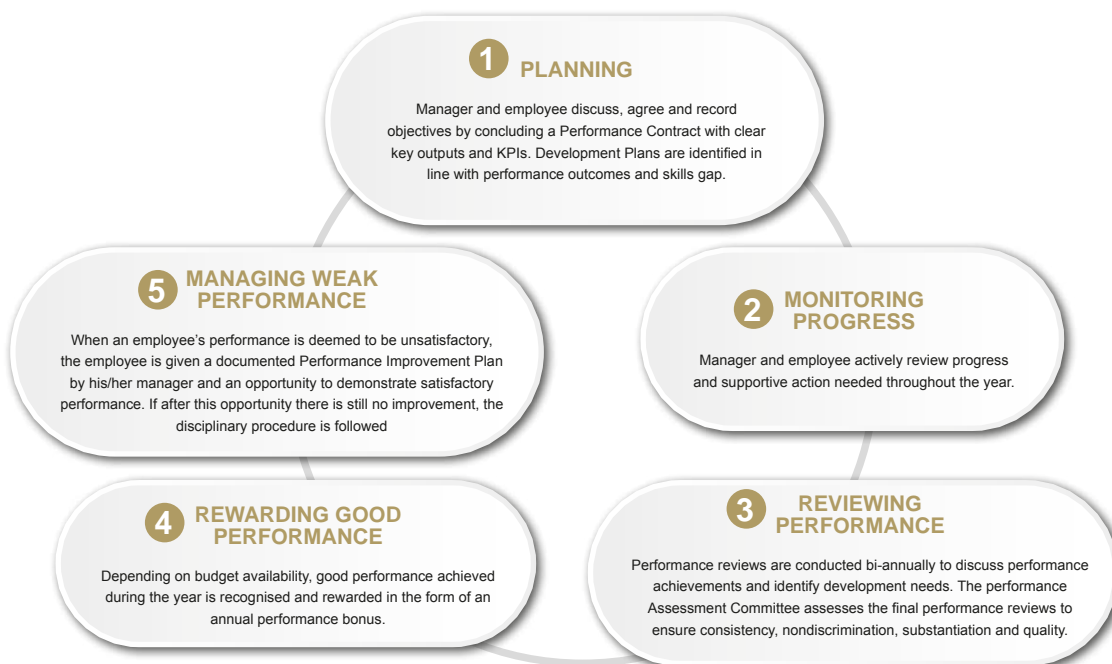 1 PLANNING
Manager and employee discuss, agree and record
objectives by concluding a Performance Contract with clear
key outputs and KPIs. Development Plans are identified in
line with performance outcomes and skills gap.
2 MONITORING
PROGRESS
Manager and employee actively review progress
and supportive action needed throughout the year.
3 REVIEWING
PERFORMANCE
Performance reviews are conducted bi-annually to discuss performance
achievements and identify development needs. The performance
Assessment Committee assesses the final performance reviews to
ensure consistency, nondiscrimination, substantiation and quality.
4 REWARDING GOOD
PERFORMANCE
Depending on budget availability, good performance achieved
during the year is recognised and rewarded in the form of an
annual performance bonus.
5 MANAGING WEAK
PERFORMANCE
When an employee’s performance is deemed to be unsatisfactory,
the employee is given a documented Performance Improvement Plan
by his/her manager and an opportunity to demonstrate satisfactory
performance. If after this opportunity there is still no improvement, the
disciplinary procedure is followed